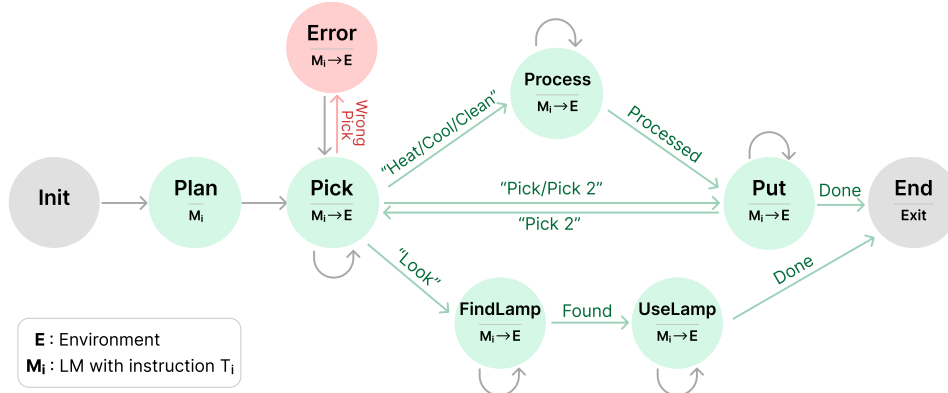 Error
Mᵢ→E
Wrong
Pick
Process
Mᵢ→E
“Heat/Cool/Clean”
Processed
Init
Plan
Mᵢ
Pick
Mᵢ→E
“Pick/Pick 2”
“Pick 2”
Put
Mᵢ→E
Done
End
Exit
“Look”
FindLamp
Mᵢ→E
Found
UseLamp
Mᵢ→E
Done
E : Environment
Mᵢ : LM with instruction Tᵢ